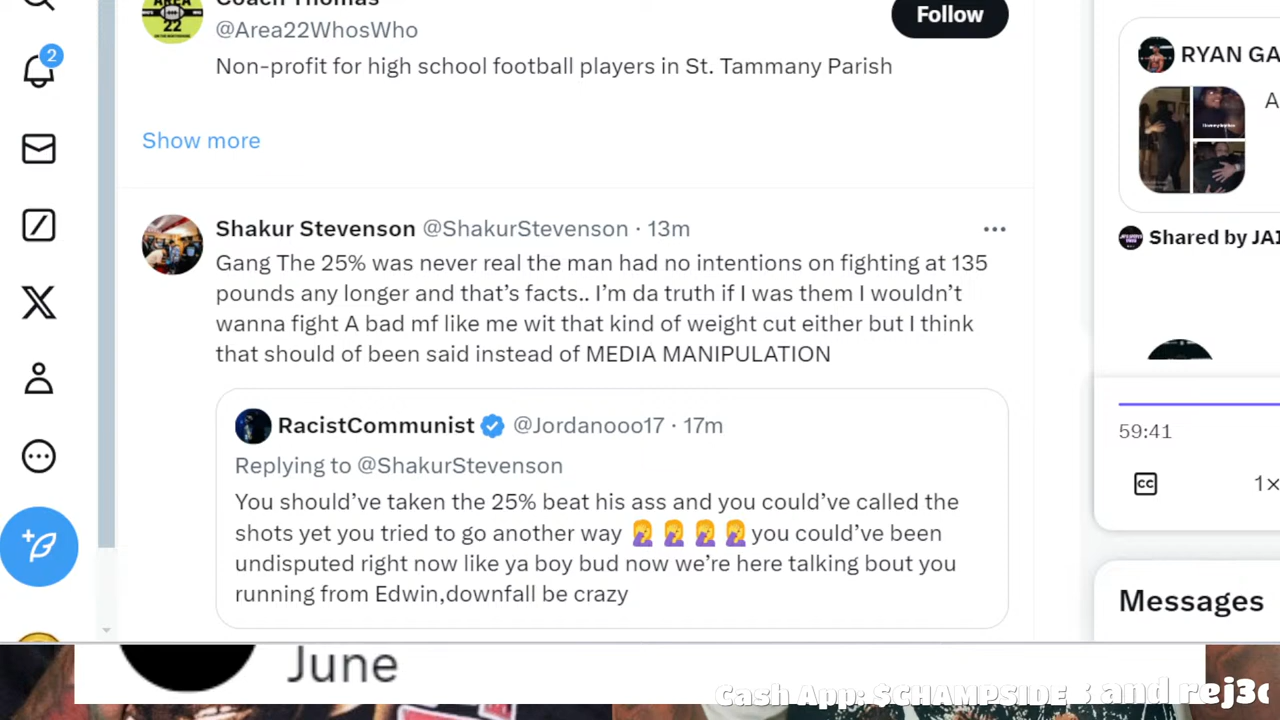 Coach Thomas
AREA
22
@Area22WhosWho
Follow
Non-profit for high school football players in St. Tammany Parish
Show more
2
Shakur Stevenson @ShakurStevenson · 13m
Gang The 25% was never real the man had no intentions on fighting at 135
pounds any longer and that’s facts.. I’m da truth if I was them I wouldn’t
wanna fight A bad mf like me wit that kind of weight cut either but I think
that should of been said instead of MEDIA MANIPULATION
RacistCommunist @Jordanooo17 · 17m
Replying to @ShakurStevenson
You should’ve taken the 25% beat his ass and you could’ve called the
shots yet you tried to go another way 🤦‍♀️🤦‍♀️🤦‍♀️🤦‍♀️you could’ve been
undisputed right now like ya boy bud now we’re here talking bout you
running from Edwin,downfall be crazy
RYAN GA
A
Shared by JAI
59:41
CC
1×
Messages
June
Cash App: $CHAMPSIDE 3 and rej3c